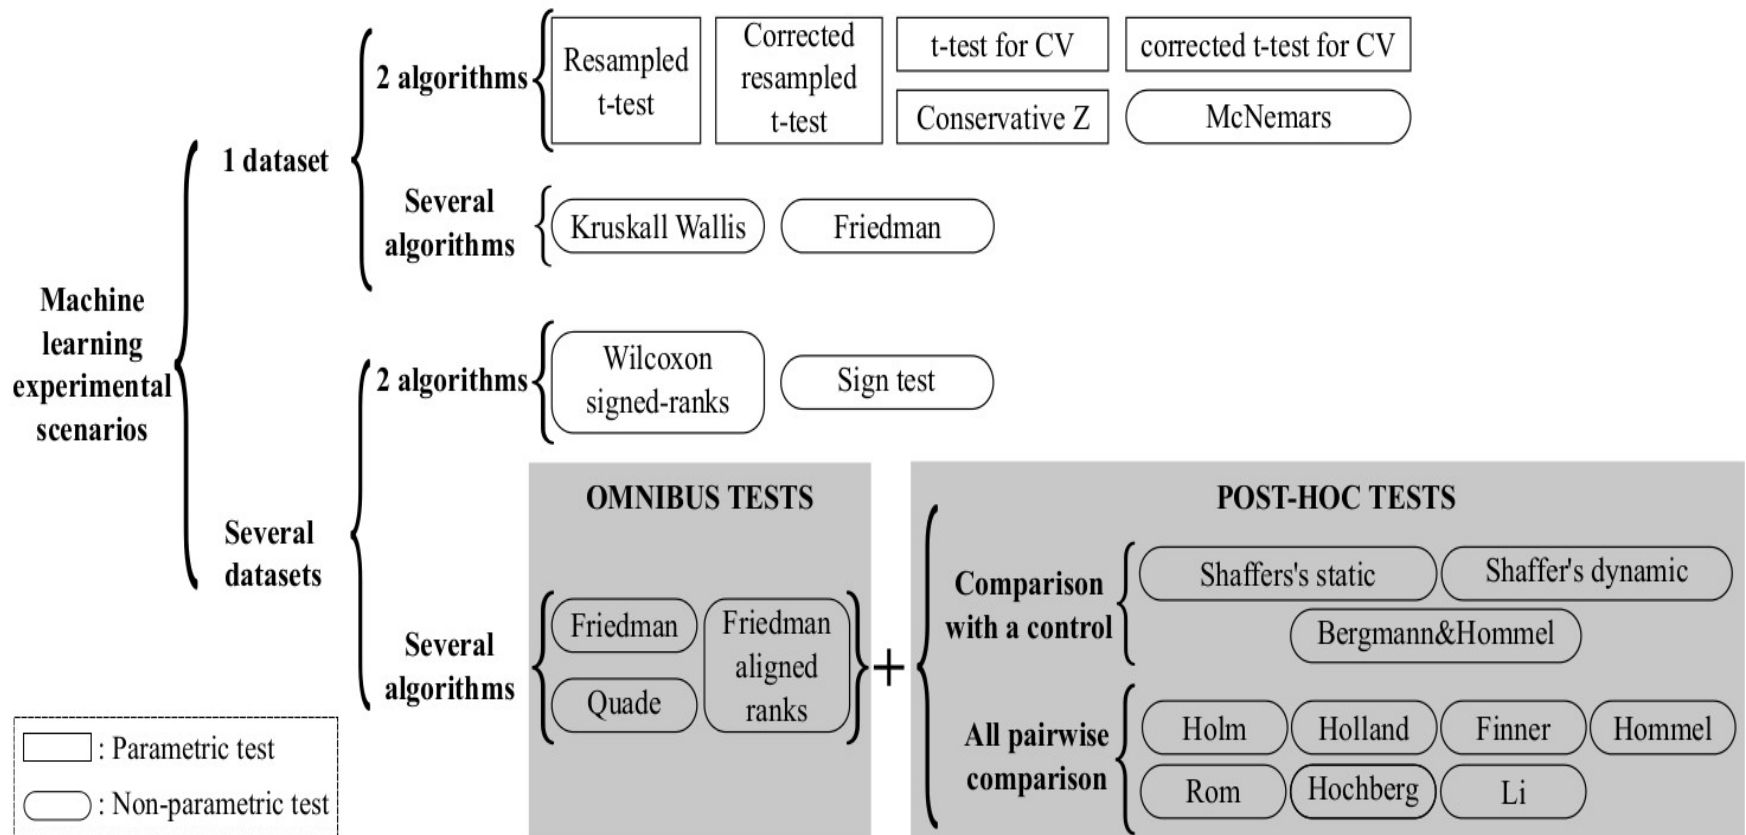 Machine
learning
experimental
scenarios
1 dataset
2 algorithms
Resampled
t-test
Corrected
resampled
t-test
t-test for CV
corrected t-test for CV
Conservative Z
McNemars
Several
algorithms
Kruskall Wallis
Friedman
Several
datasets
2 algorithms
Wilcoxon
signed-ranks
Sign test
Several
algorithms
OMNIBUS TESTS
Friedman
Quade
Friedman
aligned
ranks
+
POST-HOC TESTS
Comparison
with a control
Shaffers's static
Shaffer's dynamic
Bergmann&Hommel
All pairwise
comparison
Holm
Holland
Finner
Hommel
Rom
Hochberg
Li
: Parametric test
: Non-parametric test